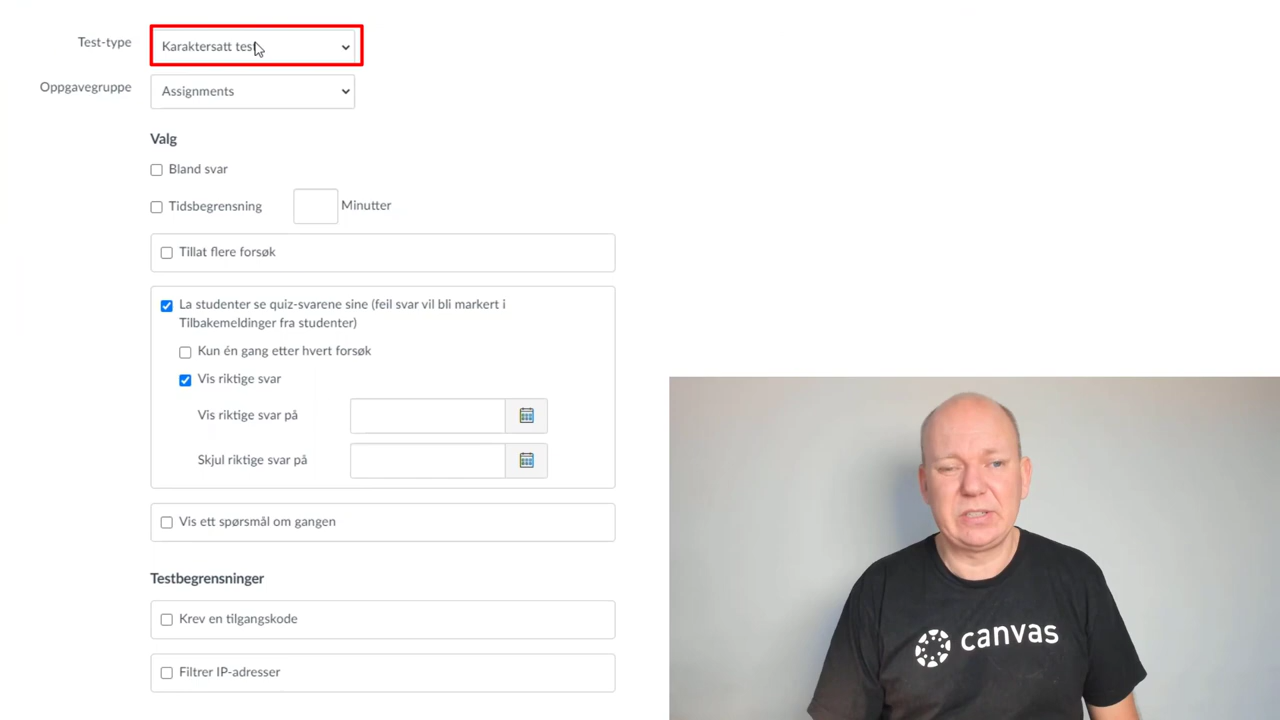 Test-type
Karaktersatt test
Oppgavegruppe
Assignments
Valg
Bland svar
Tidsbegrensning
Minutter
Tillat flere forsøk
La studenter se quiz-svarene sine (feil svar vil bli markert i
Tilbakemeldinger fra studenter)
Kun én gang etter hvert forsøk
Vis riktige svar
Vis riktige svar på
Skjul riktige svar på
Vis ett spørsmål om gangen
Testbegrensninger
Krev en tilgangskode
Filtrer IP-adresser
canvas